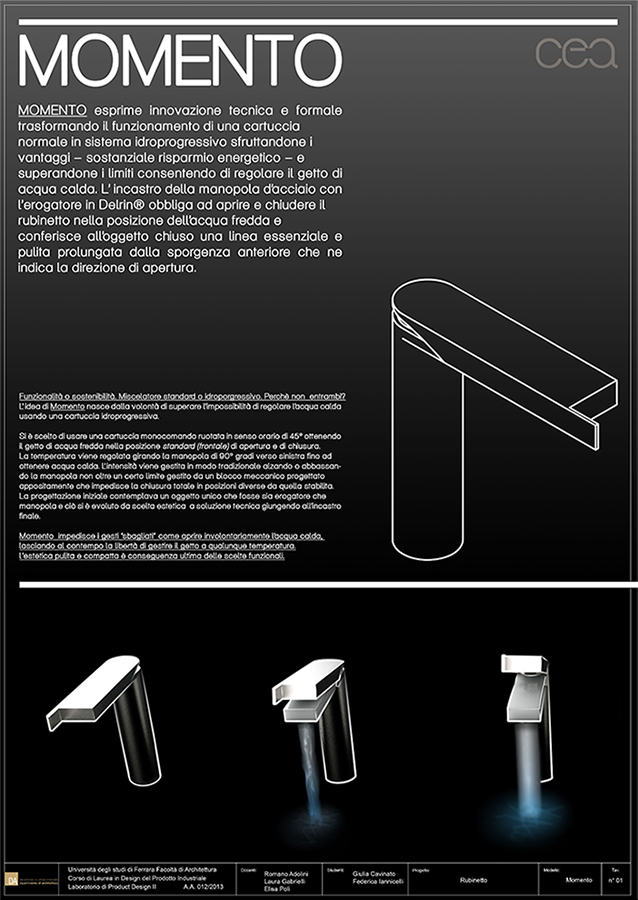 MOMENTO
cea
MOMENTO esprime innovazione tecnica e formale
trasformando il funzionamento di una cartuccia
normale in sistema idroprogressivo sfruttandone i
vantaggi – sostanziale risparmio energetico – e
superandone i limiti consentendo di regolare il getto di
acqua calda. L' incastro della manopola d'acciaio con
l'erogatore in Delrin® obbliga ad aprire e chiudere il
rubinetto nella posizione dell'acqua fredda e
conferisce all'oggetto chiuso una linea essenziale e
pulita prolungata dalla sporgenza anteriore che ne
indica la direzione di apertura.
Funzionalità o sostenibilità. Miscelatore standard o idroporgressivo. Perchè non entrambi?
L'idea di Momento nasce dalla volontà di superare l'impossibilità di regolare l'acqua calda
usando una cartuccia idroprogressiva.
Si è scelto di usare una cartuccia monocomando ruotata in senso orario di 45° ottenendo
il getto di acqua fredda nella posizione standard (frontale) di apertura e di chiusura.
La temperatura viene regolata girando la manopola di 90° gradi verso sinistra fino ad
ottenere acqua calda. L'intensità viene gestita in modo tradizionale alzando o abbassan-
do la manopola non oltre un certo limite gestito da un blocco meccanico progettato
appositamente che impedisce la chiusura totale in posizioni diverse da quella stabilita.
La progettazione iniziale contemplava un oggetto unico che fosse sia erogatore che
manopola e ciò si è evoluto da scelta estetica a soluzione tecnica giungendo all'incastro
finale.
Momento impedisce i gesti "sbagliati" come aprire involontariamente l'acqua calda,
lasciando al contempo la libertà di gestire il getto a qualunque temperatura.
L'estetica pulita e compatta è conseguenza ultima delle scelte funzionali.
DA
Università degli studi di Ferrara Facoltà di Architettura
Corso di Laurea in Design del Prodotto Industriale
Laboratorio di Product Design II A.A. 012/2013
Docenti:
Romano Adolini
Laura Gabrielli
Elisa Poli
Studenti:
Giulia Cavinato
Federica Iannicelli
Progetto:
Rubinetto
Modello:
Momento
Tav.
n° 01